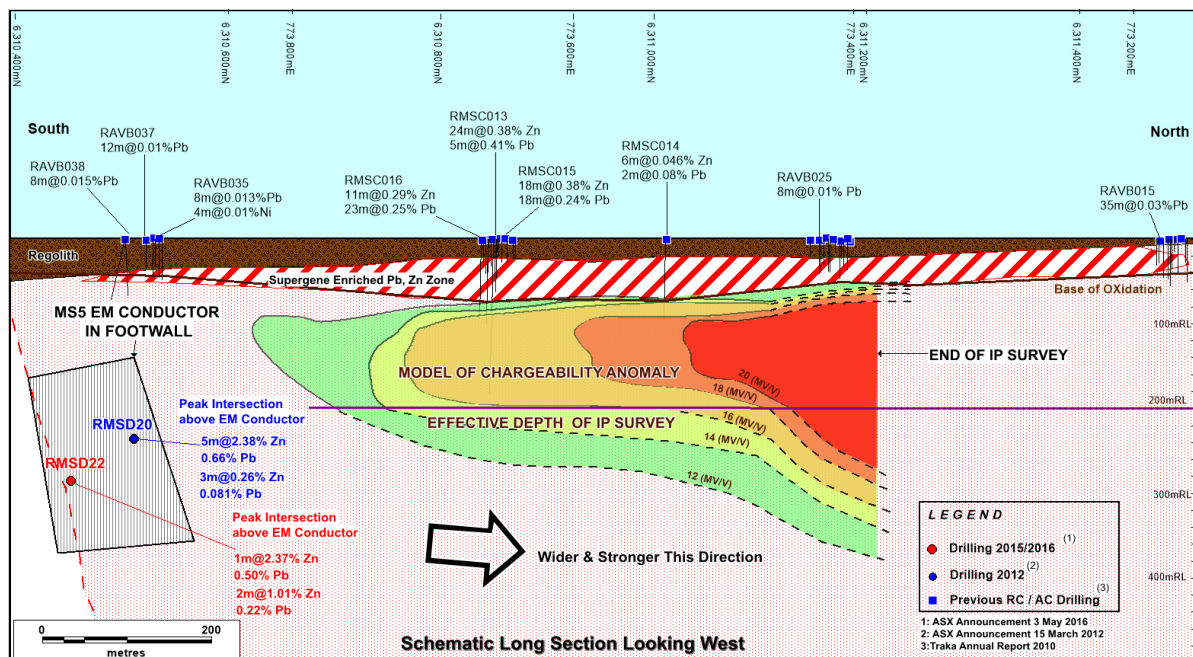 6,310,400mN
6,310,600mN
773,800mE
6,310,800mN
773,600mE
6,311,000mN
773,400mE
6,311,200mN
6,311,400mN
773,200mE
South
North
RAVB038
8m@0.015%Pb
RAVB037
12m@0.01%Pb
RAVB035
8m@0.013%Pb
4m@0.01%Ni
RMSC016
11m@0.29% Zn
23m@0.25% Pb
RMSC013
24m@0.38% Zn
5m@0.41% Pb
RMSC015
18m@0.38% Zn
18m@0.24% Pb
RMSC014
6m@0.046% Zn
2m@0.08% Pb
RAVB025
8m@0.01% Pb
RAVB015
35m@0.03%Pb
Regolith
Supergene Enriched Pb, Zn Zone
Base of OXidation
MS5 EM CONDUCTOR
IN FOOTWALL
100mRL
200mRL
300mRL
400mRL
END OF IP SURVEY
MODEL OF CHARGEABILITY ANOMALY
EFFECTIVE DEPTH OF IP SURVEY
20 (MV/V)
18 (MV/V)
16 (MV/V)
14 (MV/V)
12 (MV/V)
RMSD20
Peak Intersection
above EM Conductor
5m@2.38% Zn
0.66% Pb
3m@0.26% Zn
0.081% Pb
RMSD22
Peak Intersection
above EM Conductor
1m@2.37% Zn
0.50% Pb
2m@1.01% Zn
0.22% Pb
Wider & Stronger This Direction
LEGEND
Drilling 2015/2016 (1)
Drilling 2012 (2)
Previous RC / AC Drilling (3)
1: ASX Announcement 3 May 2016
2: ASX Announcement 15 March 2012
3:Traka Annual Report 2010
0 200
metres
Schematic Long Section Looking West